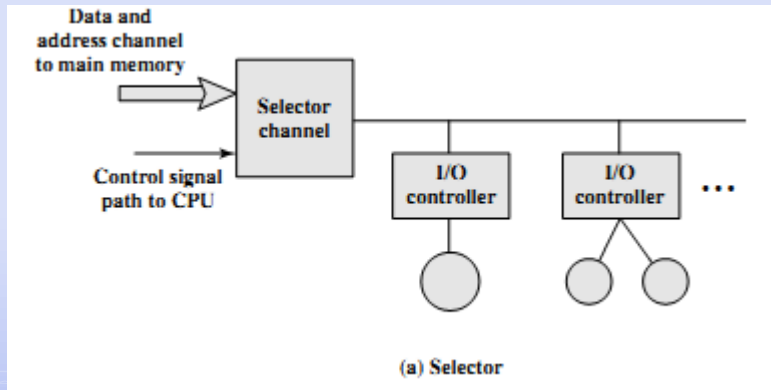 Data and
address channel
to main memory
Selector
channel
Control signal
path to CPU
I/O
controller
I/O
controller
...
(a) Selector